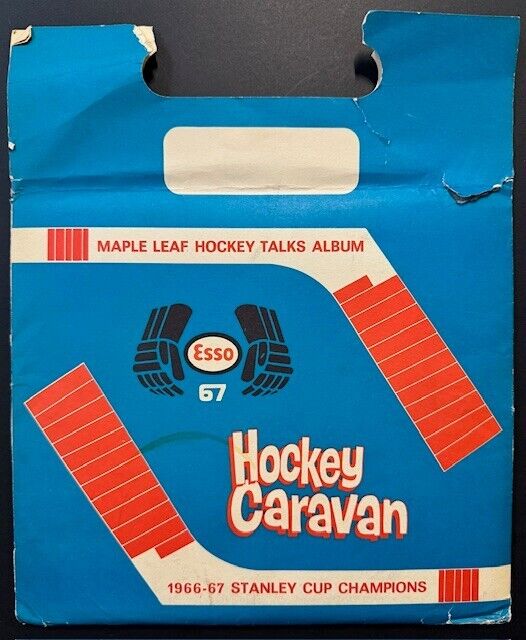 MAPLE LEAF HOCKEY TALKS ALBUM
Esso
67
Hockey
Caravan
1966-67 STANLEY CUP CHAMPIONS